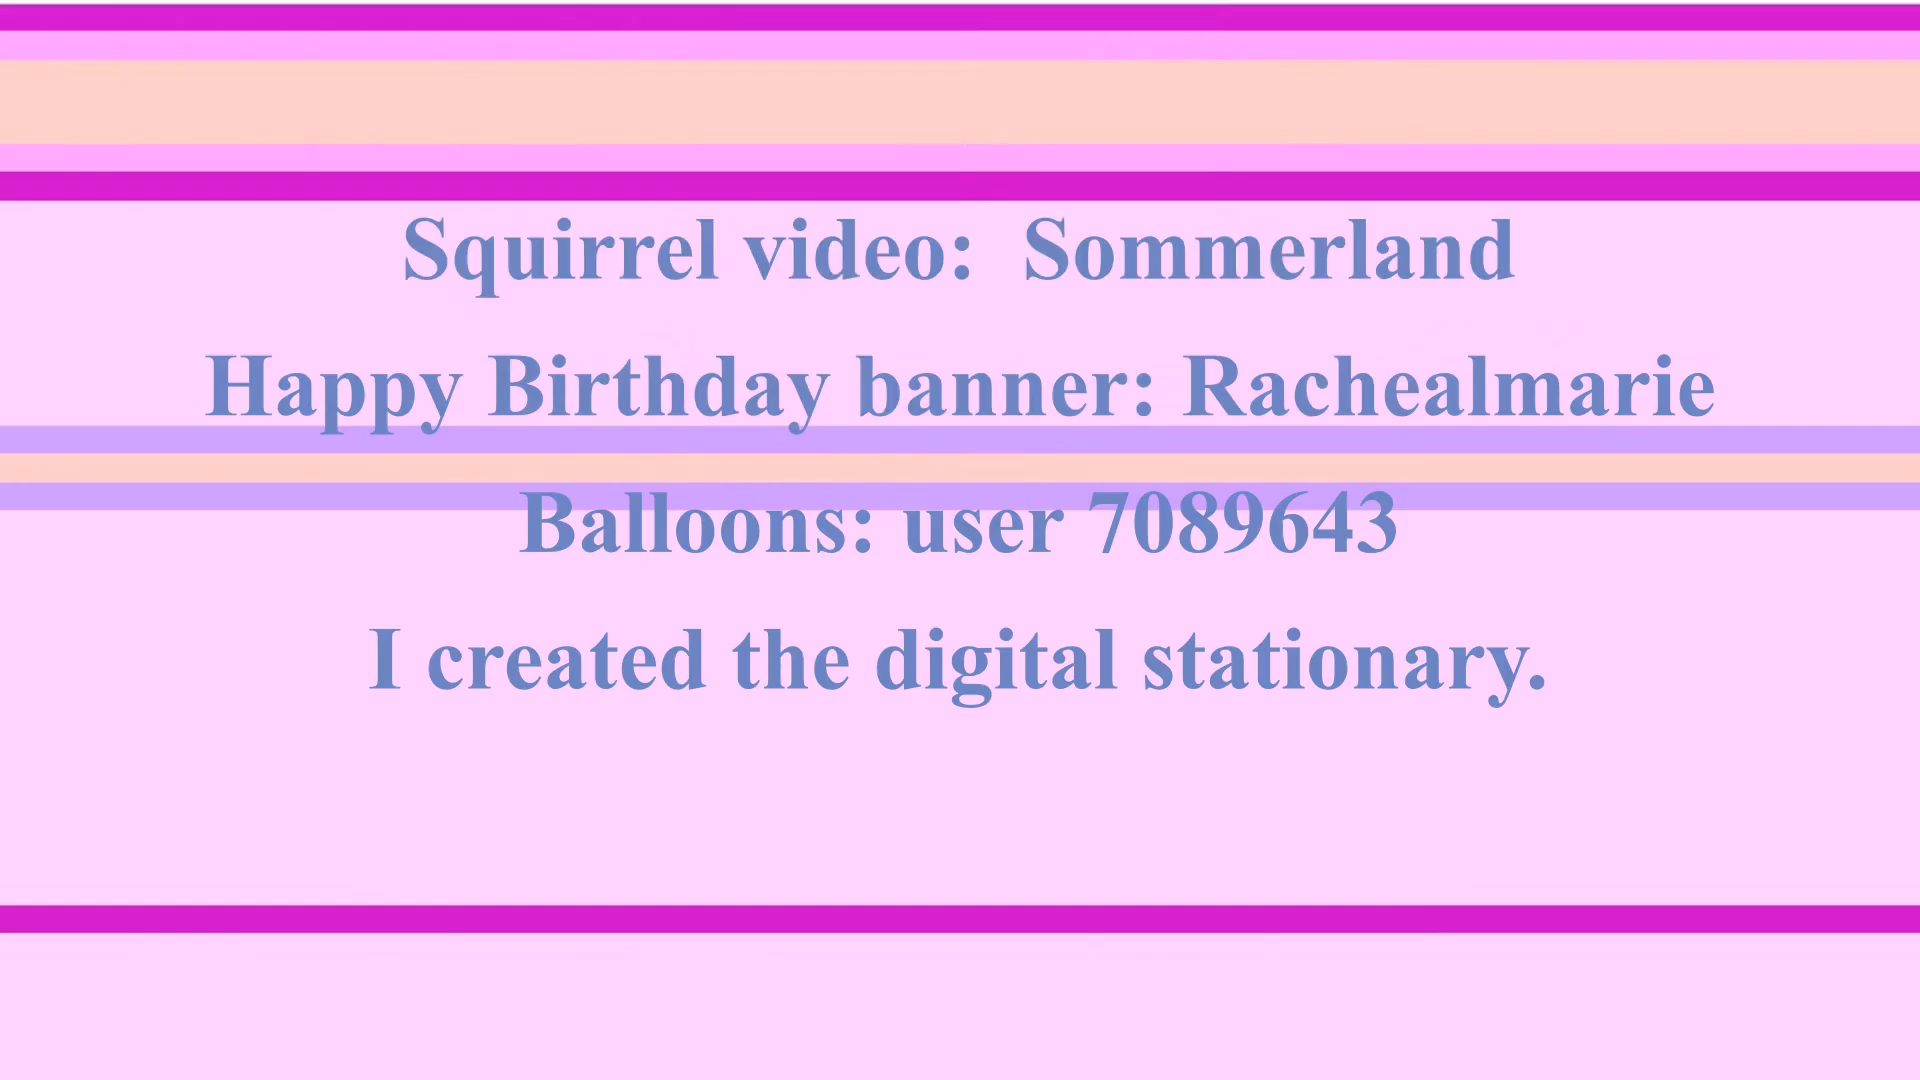 Squirrel video:  Sommerland
Happy Birthday banner: Rachealmarie
Balloons: user 7089643
I created the digital stationary.